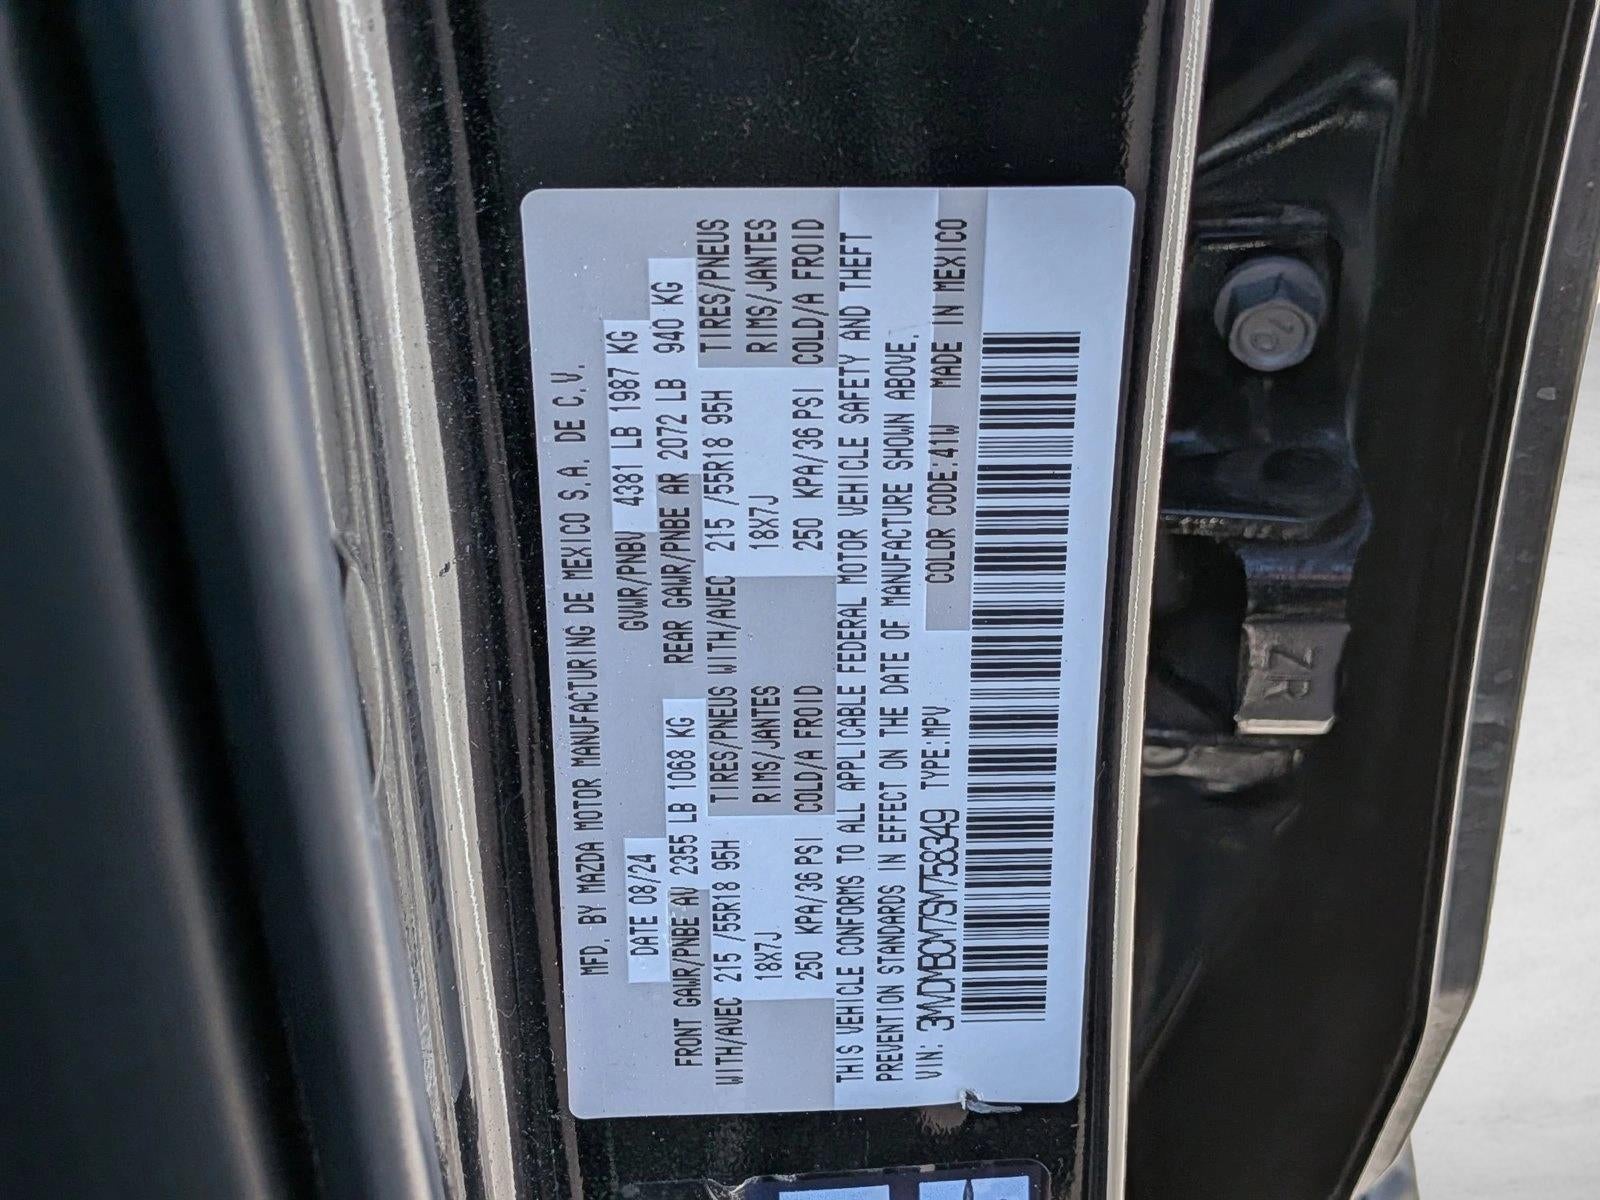 MFD. BY MAZDA MOTOR MANUFACTURING DE MEXICO S.A. DE C.V.
DATE 08/24 GVWR/PNBV 4381 LB 1987 KG
FRONT GAWR/PNBE AV 2355 LB 1068 KG REAR GAWR/PNBE AR 2072 LB 940 KG
WITH/AVEC 215 /55R18 95H TIRES/PNEUS WITH/AVEC 215 /55R18 95H TIRES/PNEUS
18X7J RIMS/JANTES 18X7J RIMS/JANTES
250 KPA/36 PSI COLD/A FROID 250 KPA/36 PSI COLD/A FROID
THIS VEHICLE CONFORMS TO ALL APPLICABLE FEDERAL MOTOR VEHICLE SAFETY AND THEFT
PREVENTION STANDARDS IN EFFECT ON THE DATE OF MANUFACTURE SHOWN ABOVE.
VIN: 3MVDMBCM7SM758349 TYPE:MPV COLOR CODE:41W MADE IN MEXICO
ZR